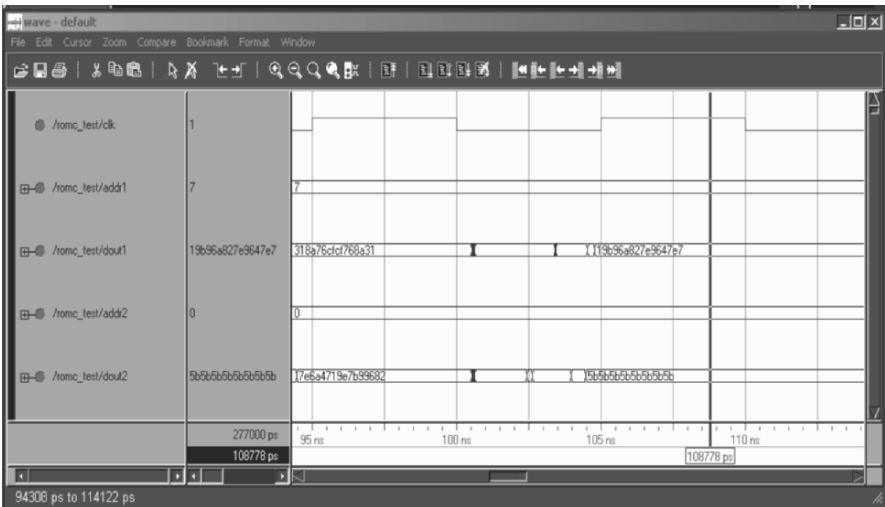 wave - default
File Edit Cursor Zoom Compare Bookmark Format Window
/romc_test/clk 1
/romc_test/addr1 7 7
/romc_test/dout1 19b96a827e9647e7 318a76cfcf768a31 19b96a827e9647e7
/romc_test/addr2 0 0
/romc_test/dout2 5b5b5b5b5b5b5b5b 7e6a4719e7b99682 5b5b5b5b5b5b5b5b
277000 ps 95 ns 100 ns 105 ns 110 ns
108778 ps 108778 ps
94308 ps to 114122 ps